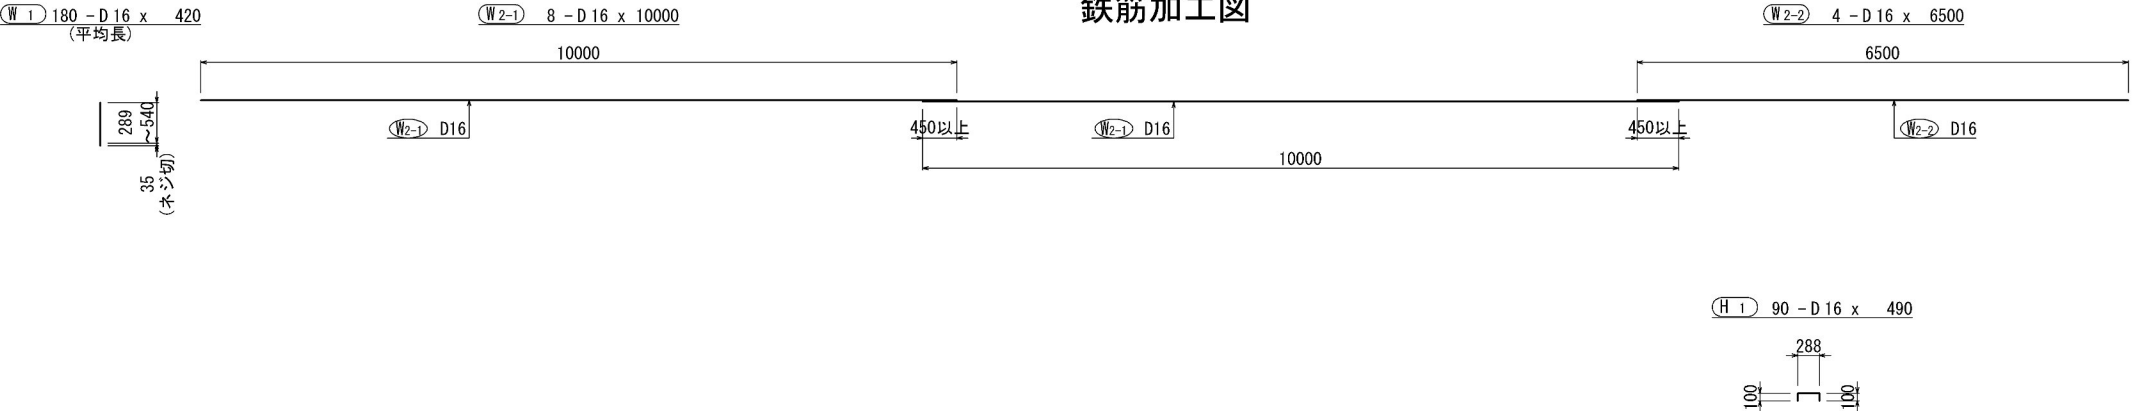 鉄筋加工図
W 1 180 -D16 x 420
(平均長)
W2-1 8 -D16 x 10000
W2-2 4 -D16 x 6500
10000
6500
289
~540
35
(ネジ切)
W2-1 D16
450以上
W2-1 D16
450以上
W2-2 D16
10000
H 1 90 -D16 x 490
288
100
100